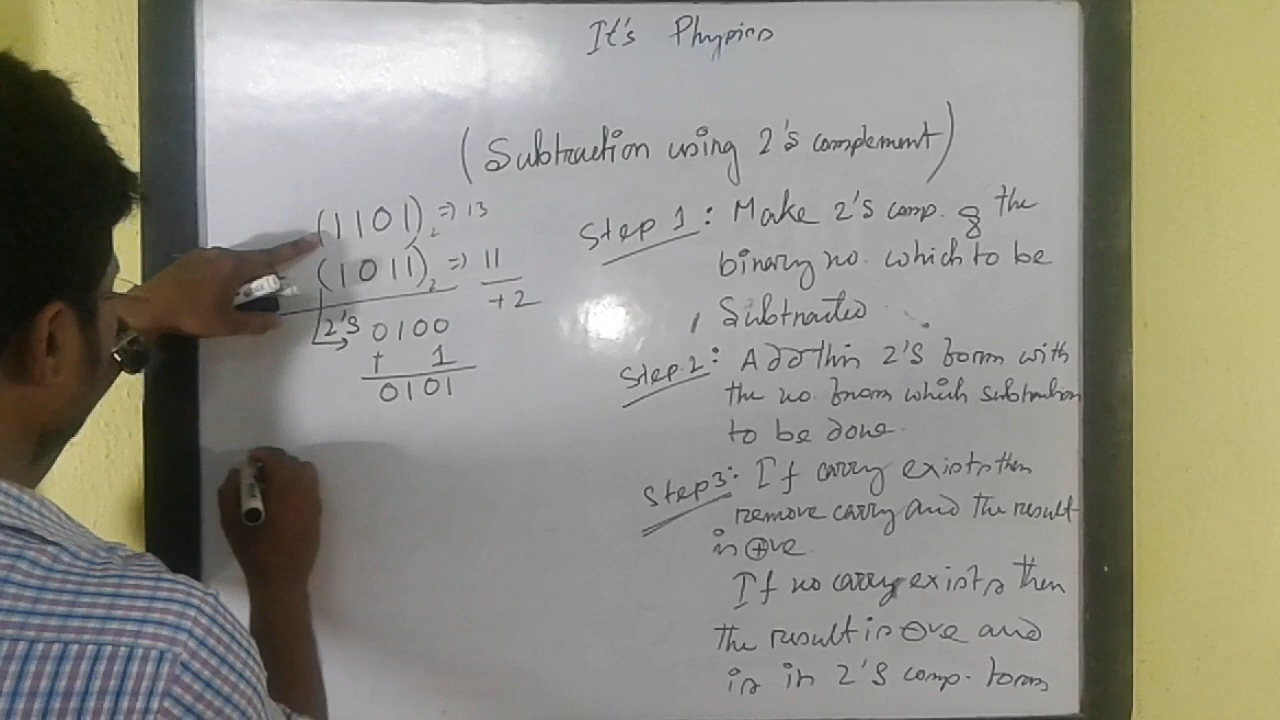 It's Physics
(Subtraction using 2's complement)
(1101)₂ => 13
(1011)₂ => 11
+2
2's 0100
+ 1
0101
Step 1: Make 2's comp. of the
binary no. which to be
Subtracted
Step 2: Add this 2's form with
the no. from which subtraction
to be done.
Step 3: If carry exists then
remove carry and the result
is ⊕ve
If no carry exists then
the result is ⊖ve and
is in 2's comp. form